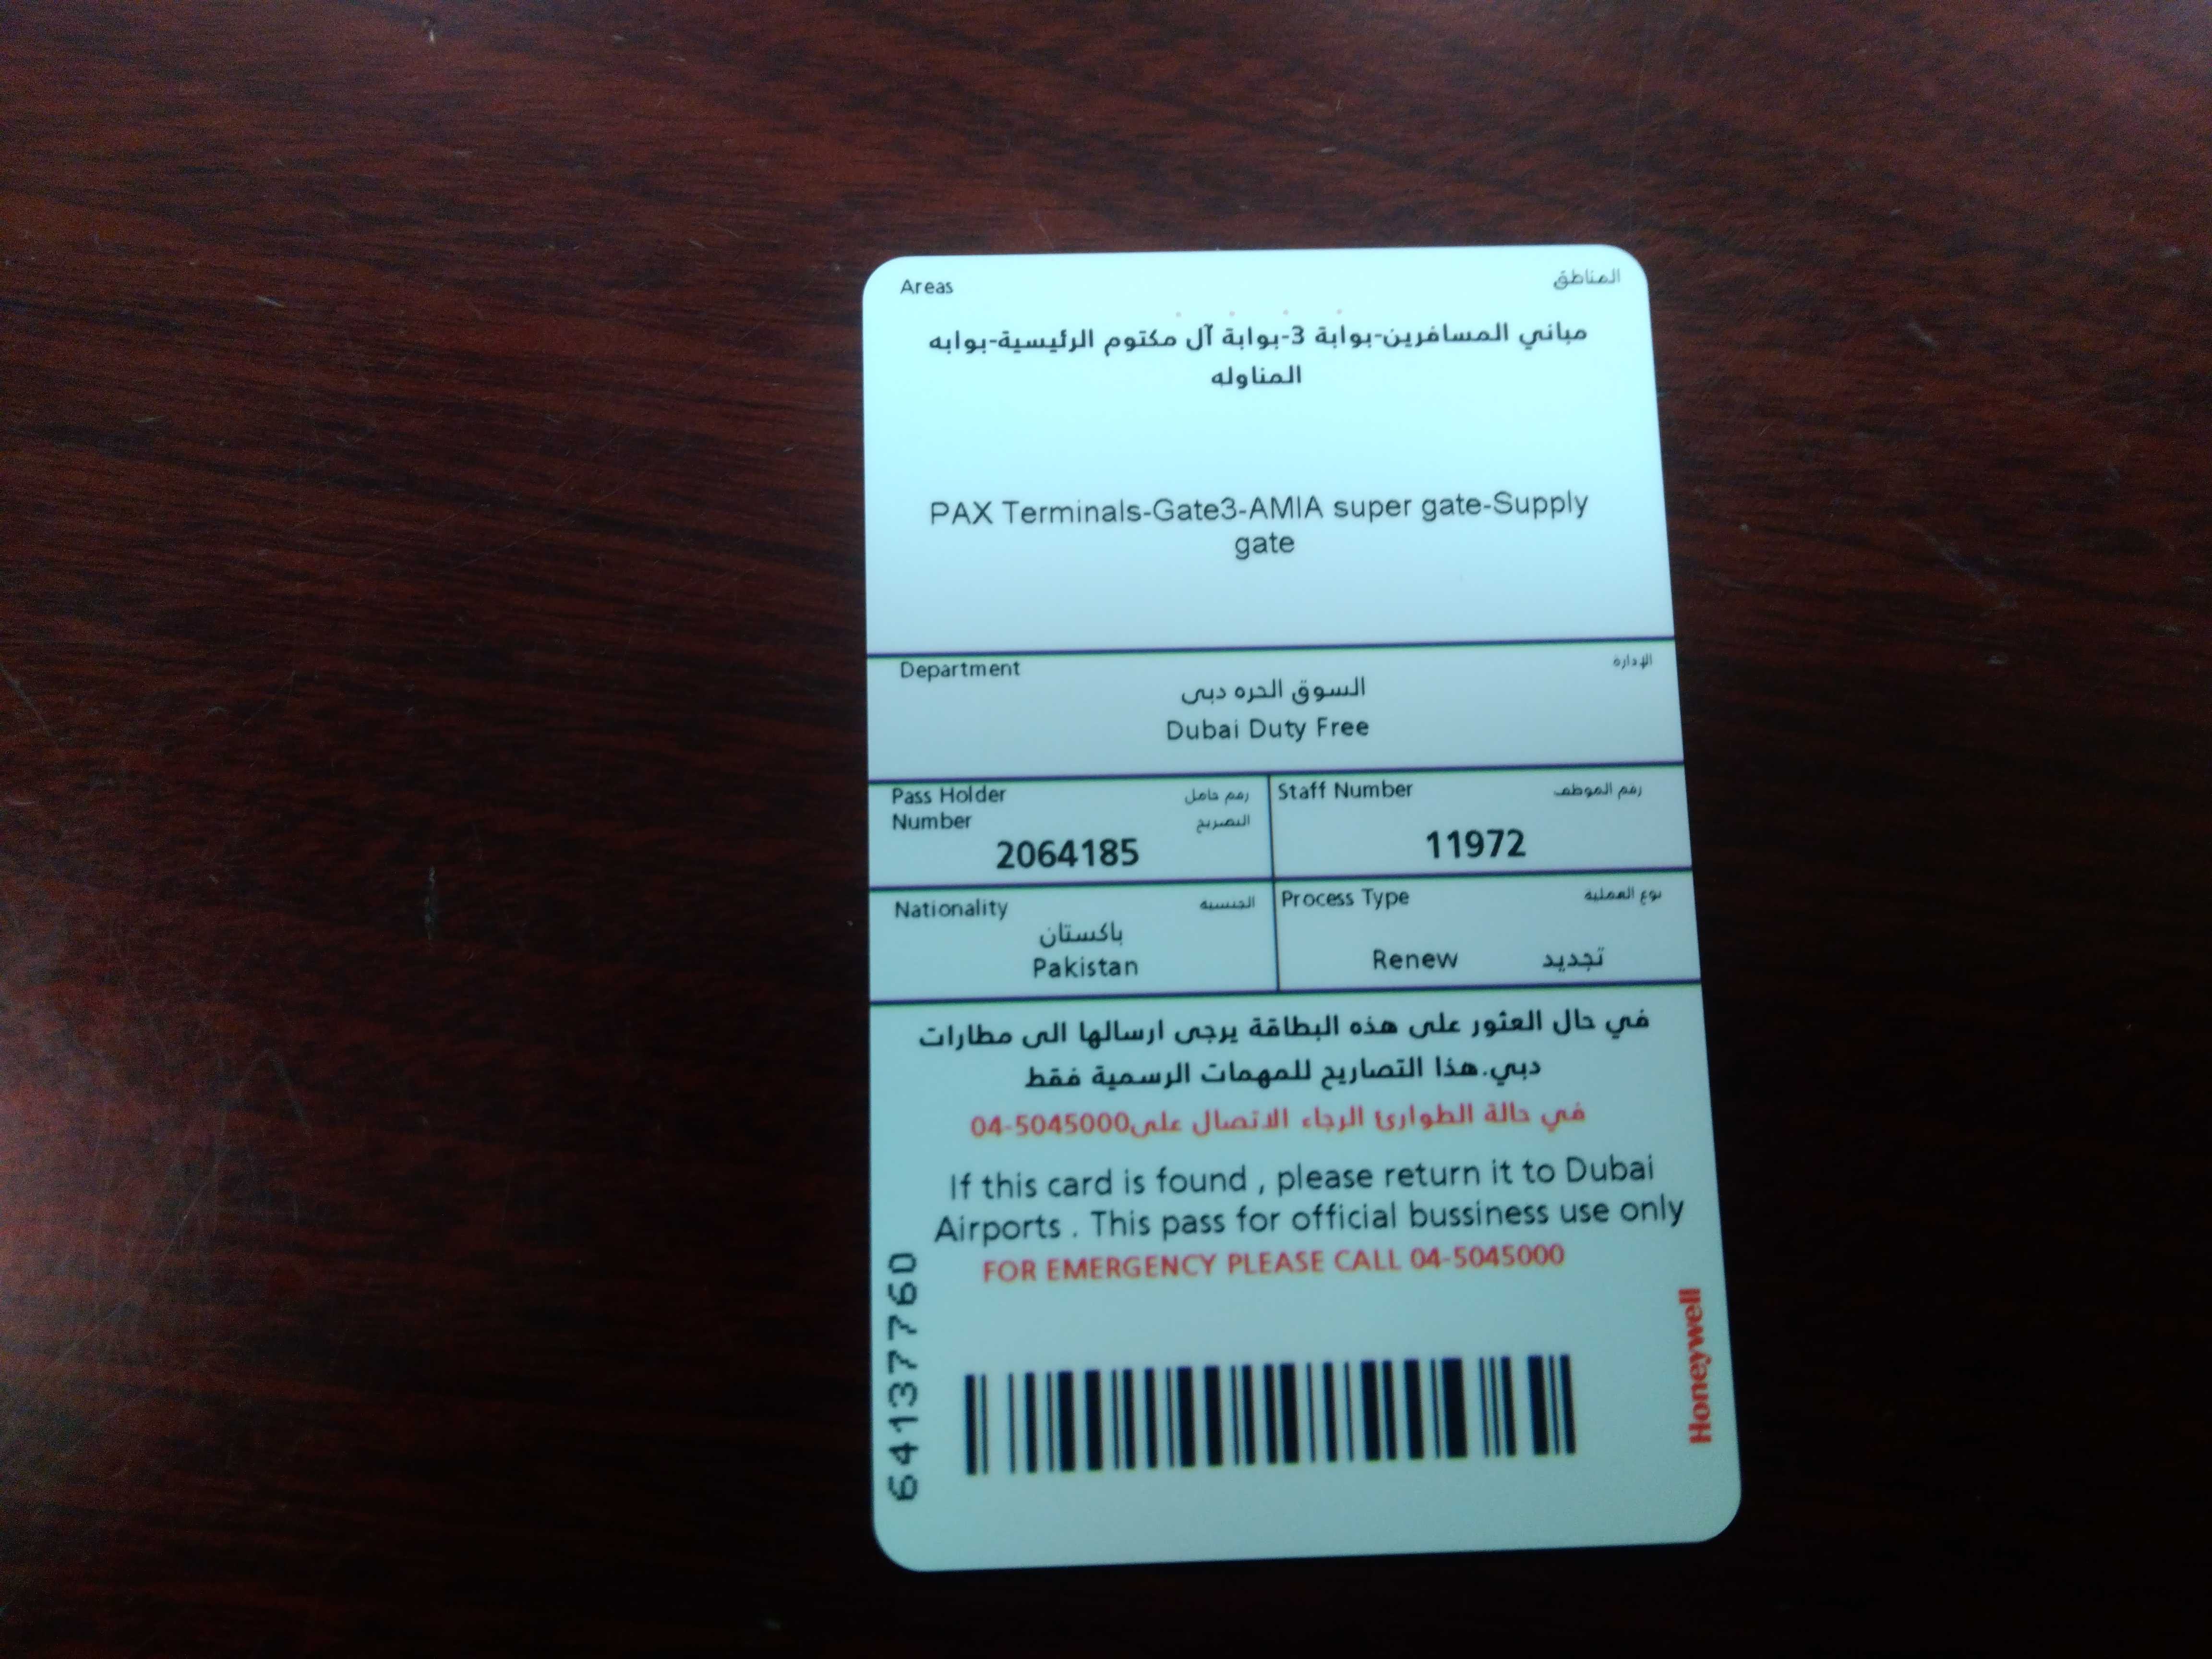 Areas المناطق
مباني المسافرين-بوابة 3-بوابة آل مكتوم الرئيسية-بوابه
المناوله
PAX Terminals-Gate3-AMIA super gate-Supply
gate
Department الإدارة
السوق الحره دبى
Dubai Duty Free
Pass Holder رقم حامل
Number التصريح
2064185
Staff Number رقم الموظف
11972
Nationality الجنسية
باكستان
Pakistan
Process Type نوع العملية
Renew تجديد
في حال العثور على هذه البطاقة يرجى ارسالها الى مطارات
دبي.هذا التصاريح للمهمات الرسمية فقط
في حالة الطوارئ الرجاء الاتصال على04-5045000
If this card is found , please return it to Dubai
Airports . This pass for official bussiness use only
FOR EMERGENCY PLEASE CALL 04-5045000
64137760
Honeywell